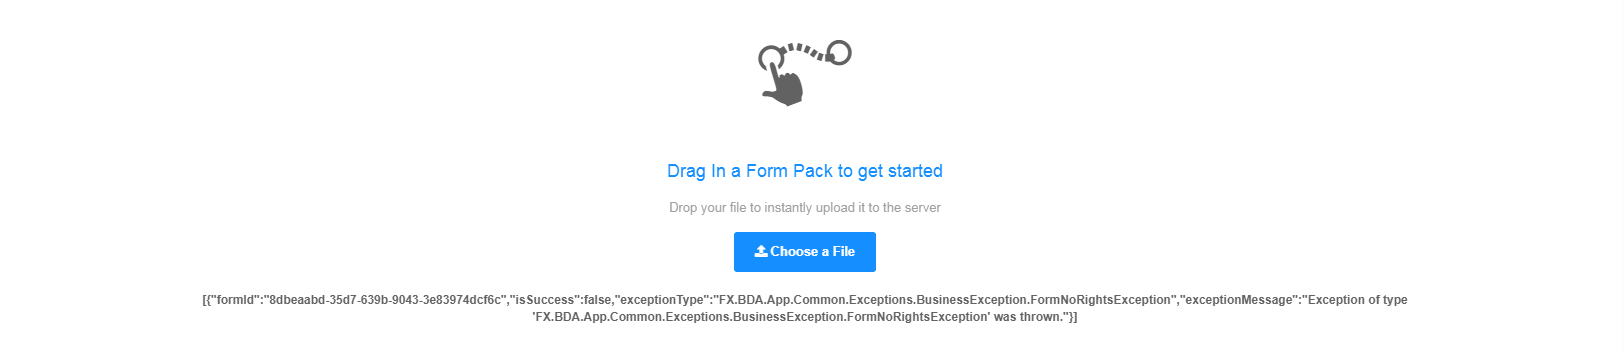 Drag In a Form Pack to get started
Drop your file to instantly upload it to the server
Choose a File
[{"formId":"8dbeaabd-35d7-639b-9043-3e83974dcf6c","isSuccess":false,"exceptionType":"FX.BDA.App.Common.Exceptions.BusinessException.FormNoRightsException","exceptionMessage":"Exception of type
'FX.BDA.App.Common.Exceptions.BusinessException.FormNoRightsException' was thrown."}]